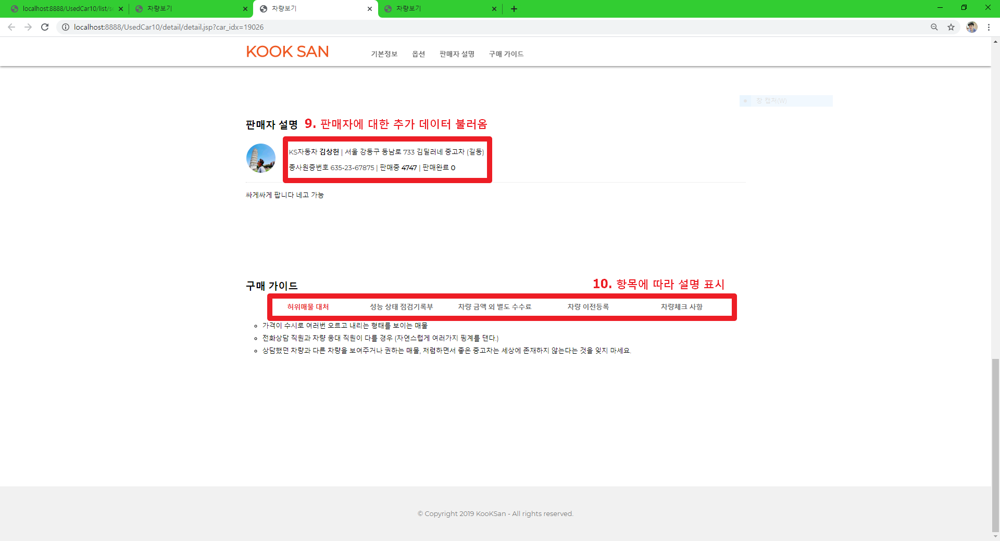 localhost:8888/UsedCar10/list/se
차량보기
차량보기
차량보기
localhost:8888/UsedCar10/detail/detail.jsp?car_idx=19026
KOOK SAN
기본정보 옵션 판매자 설명 구매 가이드
창 캡처(W)
판매자 설명 9. 판매자에 대한 추가 데이터 불러옴
KS자동차 김상헌 | 서울 강동구 동남로 733 김딜러네 중고차 (길동)
종사원증번호 635-23-67875 | 판매중 4747 | 판매완료 0
싸게싸게 팝니다 네고 가능
구매 가이드 10. 항목에 따라 설명 표시
허위매물 대처 성능 상태 점검기록부 차량 금액 외 별도 수수료 차량 이전등록 차량체크 사항
가격이 수시로 여러번 오르고 내리는 형태를 보이는 매물
전화상담 직원과 차량 응대 직원이 다를 경우 (자연스럽게 여러가지 핑계를 댄다.)
상담했던 차량과 다른 차량을 보여주거나 권하는 매물, 저렴하면서 좋은 중고차는 세상에 존재하지 않는다는 것을 잊지 마세요.
© Copyright 2019 KooKSan - All rights reserved.